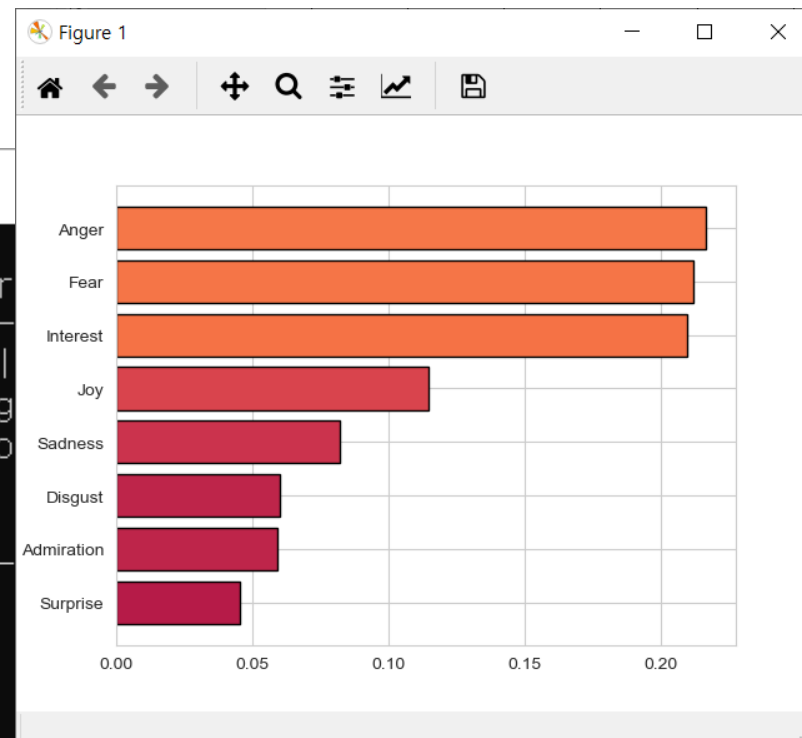 Figure 1
Anger
Fear
Interest
Joy
Sadness
Disgust
Admiration
Surprise
0.00 0.05 0.10 0.15 0.20